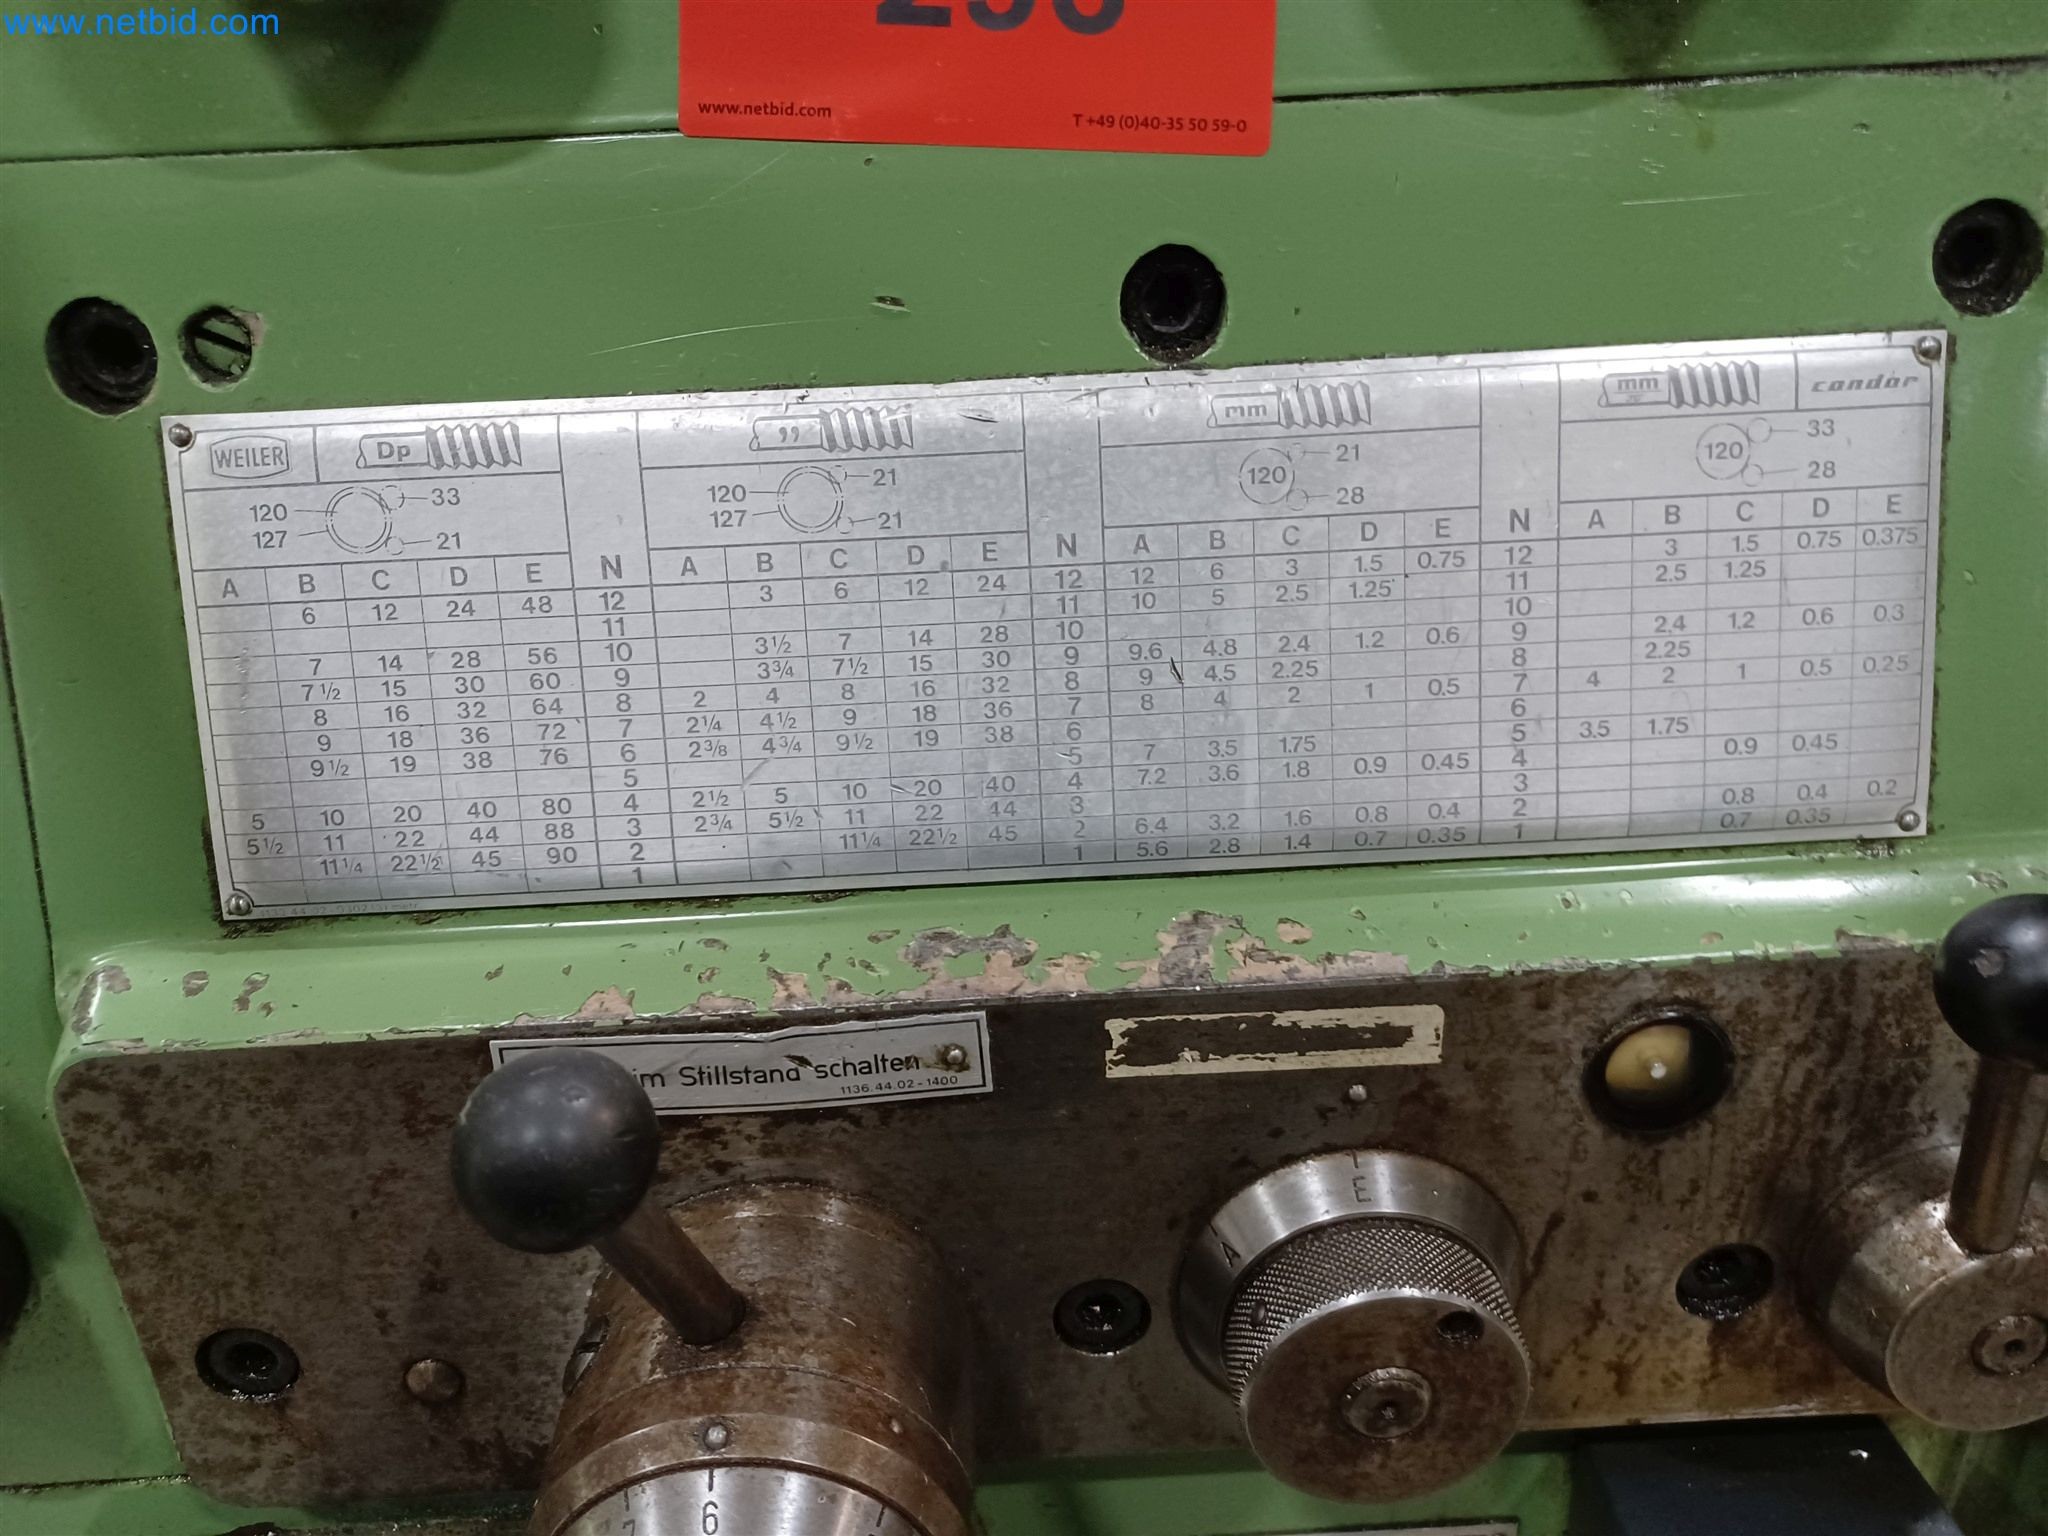 www.netbid.com
www.netbid.com
T +49 (0)40-35 50 59-0
WEILER Dp ,, mm mm condor
120 33 120 21 120 21 120 33
127 21 127 21 28 28
A B C D E N A B C D E N A B C D E N A B C D E
6 12 24 48 12 3 6 12 24 12 12 6 3 1.5 0.75 12 3 1.5 0.75 0.375
11 11 10 5 2.5 1.25 11 2.5 1.25
7 14 28 56 10 3½ 7 14 28 10 10
7½ 15 30 60 9 3¾ 7½ 15 30 9 9.6 4.8 2.4 1.2 0.6 9 2.4 1.2 0.6 0.3
8 16 32 64 8 2 4 8 16 32 8 9 4.5 2.25 8 2.25
9 18 36 72 7 2¼ 4½ 9 18 36 7 8 4 2 1 0.5 7 4 2 1 0.5 0.25
9½ 19 38 76 6 2⅜ 4¾ 9½ 19 38 6 6
5 5 7 3.5 1.75 5 3.5 1.75
5 10 20 40 80 4 2½ 5 10 20 40 4 7.2 3.6 1.8 0.9 0.45 4 0.9 0.45
5½ 11 22 44 88 3 2¾ 5½ 11 22 44 3 3
11¼ 22½ 45 90 2 11¼ 22½ 45 2 6.4 3.2 1.6 0.8 0.4 2 0.8 0.4 0.2
1 1 5.6 2.8 1.4 0.7 0.35 1 0.7 0.35
im Stillstand schalten
1136.44.02-1400
E
A
6
7